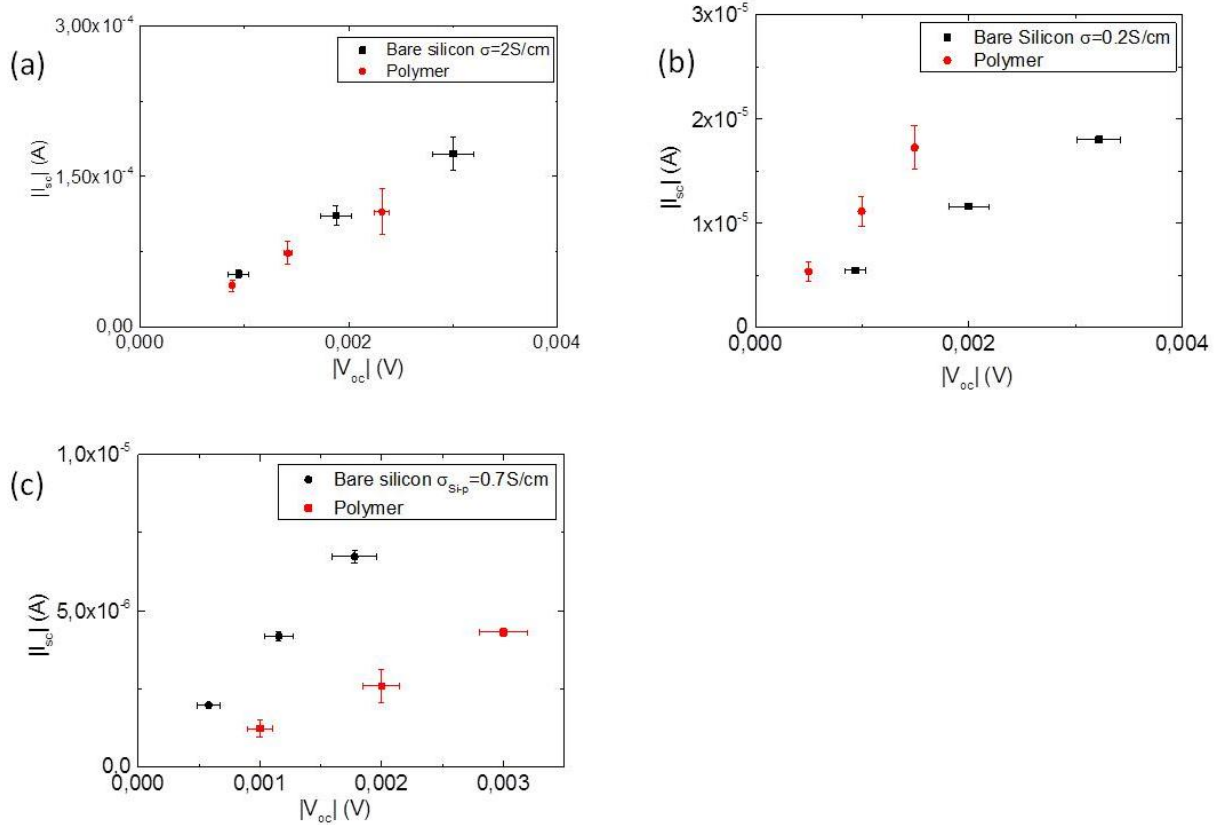 (a)
3,00x10⁻⁴
1,50x10⁻⁴
0,00
||I_sc| (A)
Bare silicon σ=2S/cm
Polymer
0,000
0,002
0,004
|V_oc| (V)
(b)
3x10⁻⁵
2x10⁻⁵
1x10⁻⁵
0
||I_sc| (A)
Bare Silicon σ=0.2S/cm
Polymer
0,000
0,002
0,004
|V_oc| (V)
(c)
1,0x10⁻⁵
5,0x10⁻⁶
0,0
||I_sc| (A)
Bare silicon σ_Si-p=0.7S/cm
Polymer
0,000
0,001
0,002
0,003
|V_oc| (V)